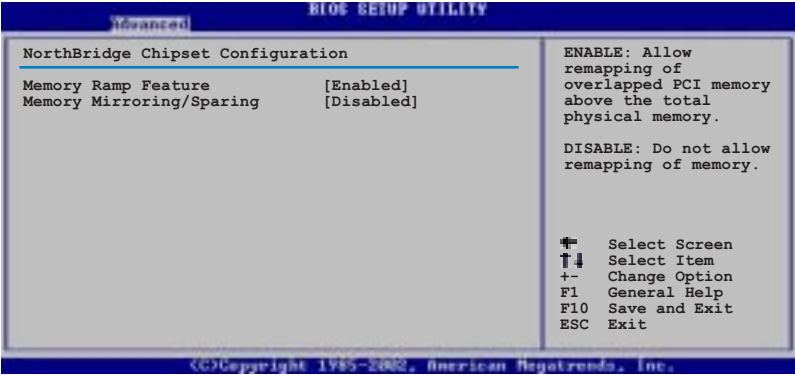 BIOS SETUP UTILITY
Advanced
NorthBridge Chipset Configuration
Memory Ramp Feature [Enabled]
Memory Mirroring/Sparing [Disabled]
ENABLE: Allow
remapping of
overlapped PCI memory
above the total
physical memory.
DISABLE: Do not allow
remapping of memory.
Select Screen
↑↓ Select Item
+- Change Option
F1 General Help
F10 Save and Exit
ESC Exit
(C)Copyright 1985-2002, American Megatrends, Inc.